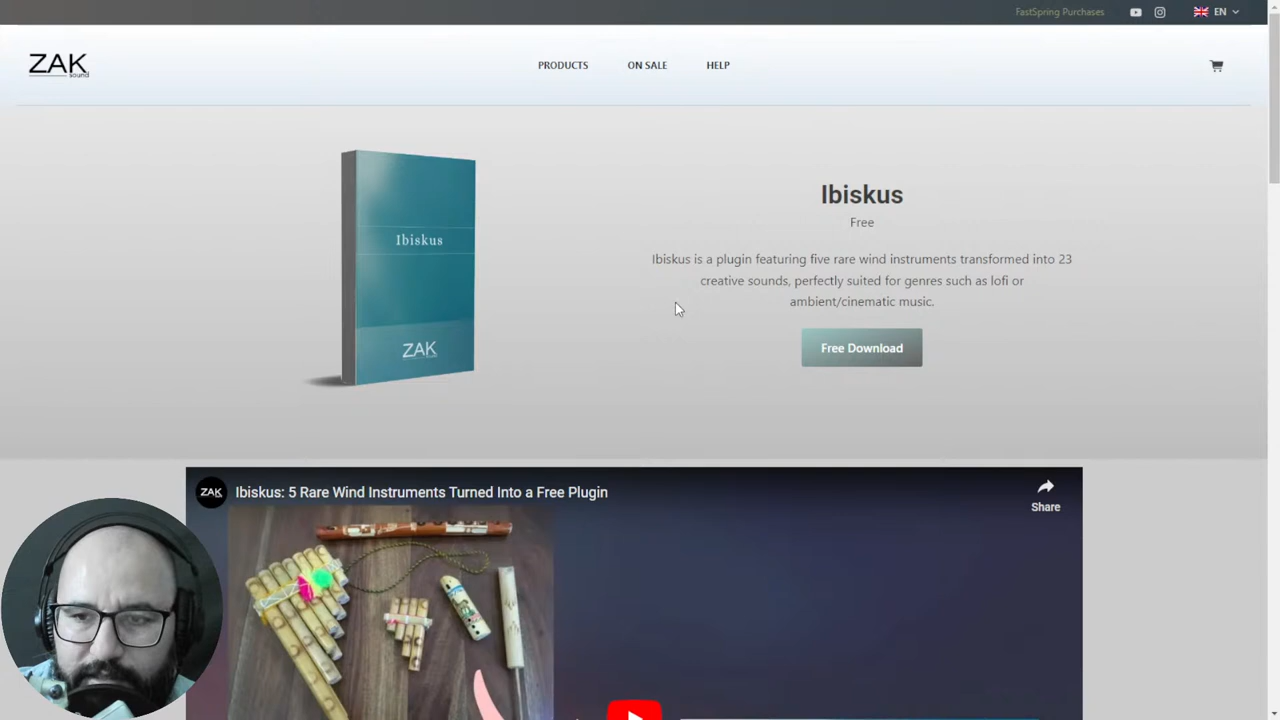 FastSpring Purchases
EN
ZAK
sound
PRODUCTS
ON SALE
HELP
Ibiskus
ZAK
Ibiskus
Free
Ibiskus is a plugin featuring five rare wind instruments transformed into 23
creative sounds, perfectly suited for genres such as lofi or
ambient/cinematic music.
Free Download
ZAK
Ibiskus: 5 Rare Wind Instruments Turned Into a Free Plugin
Share